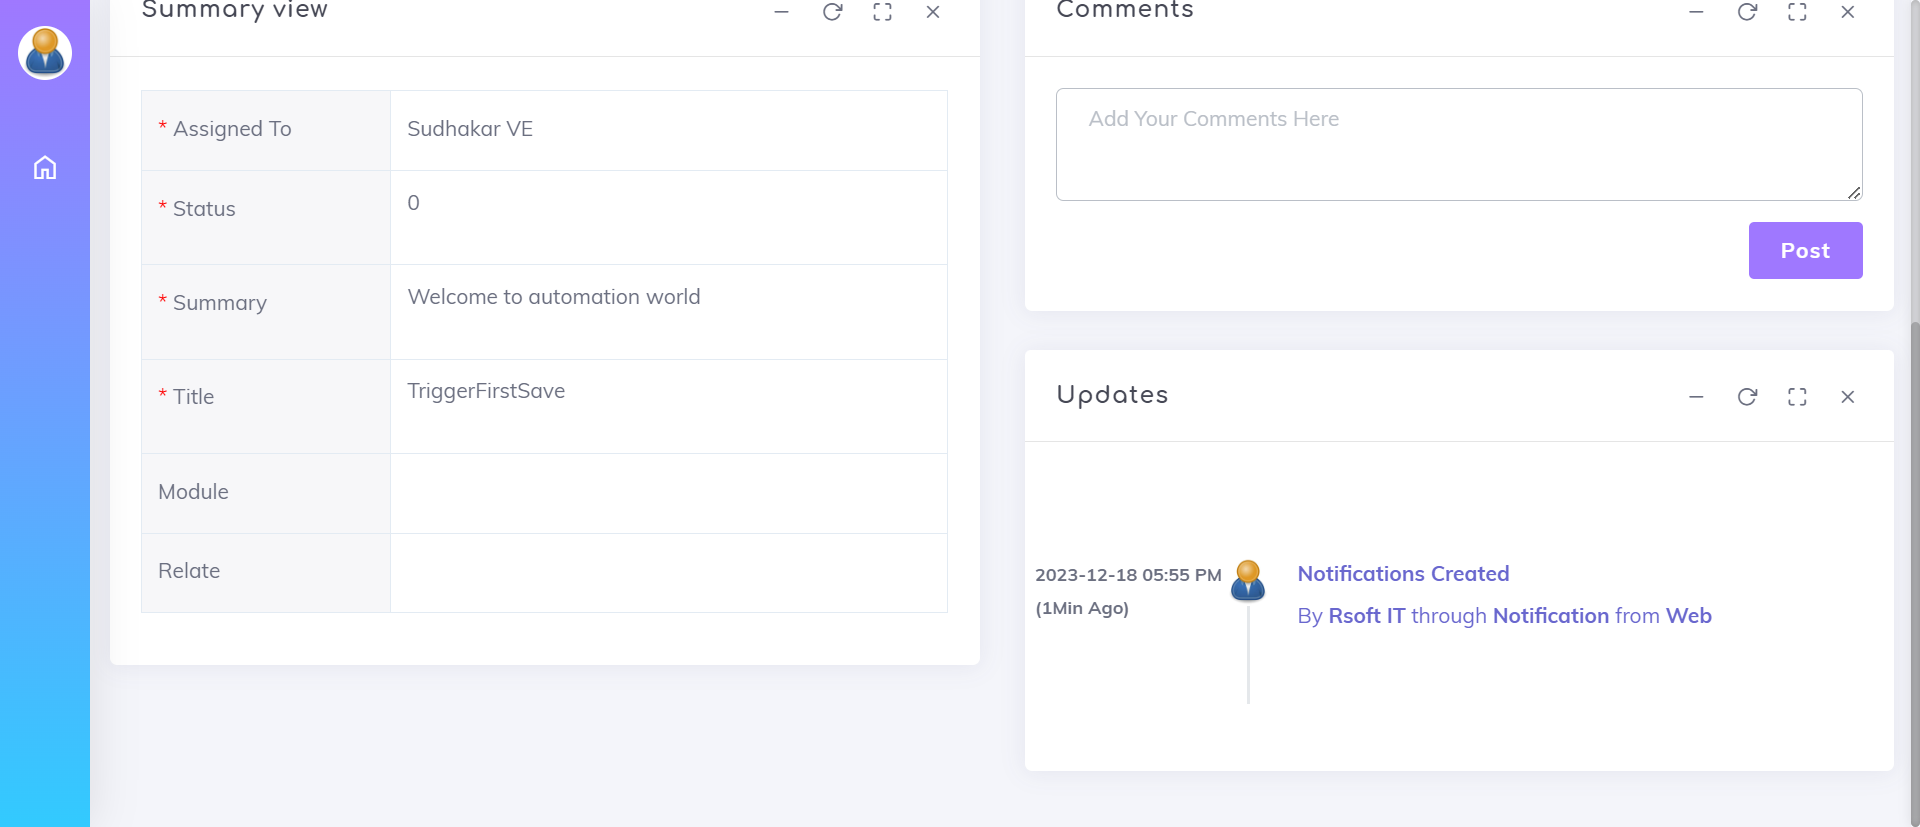 Summary view
* Assigned To Sudhakar VE
* Status 0
* Summary Welcome to automation world
* Title TriggerFirstSave
Module
Relate
Comments
Add Your Comments Here
Post
Updates
2023-12-18 05:55 PM
(1Min Ago)
Notifications Created
By Rsoft IT through Notification from Web